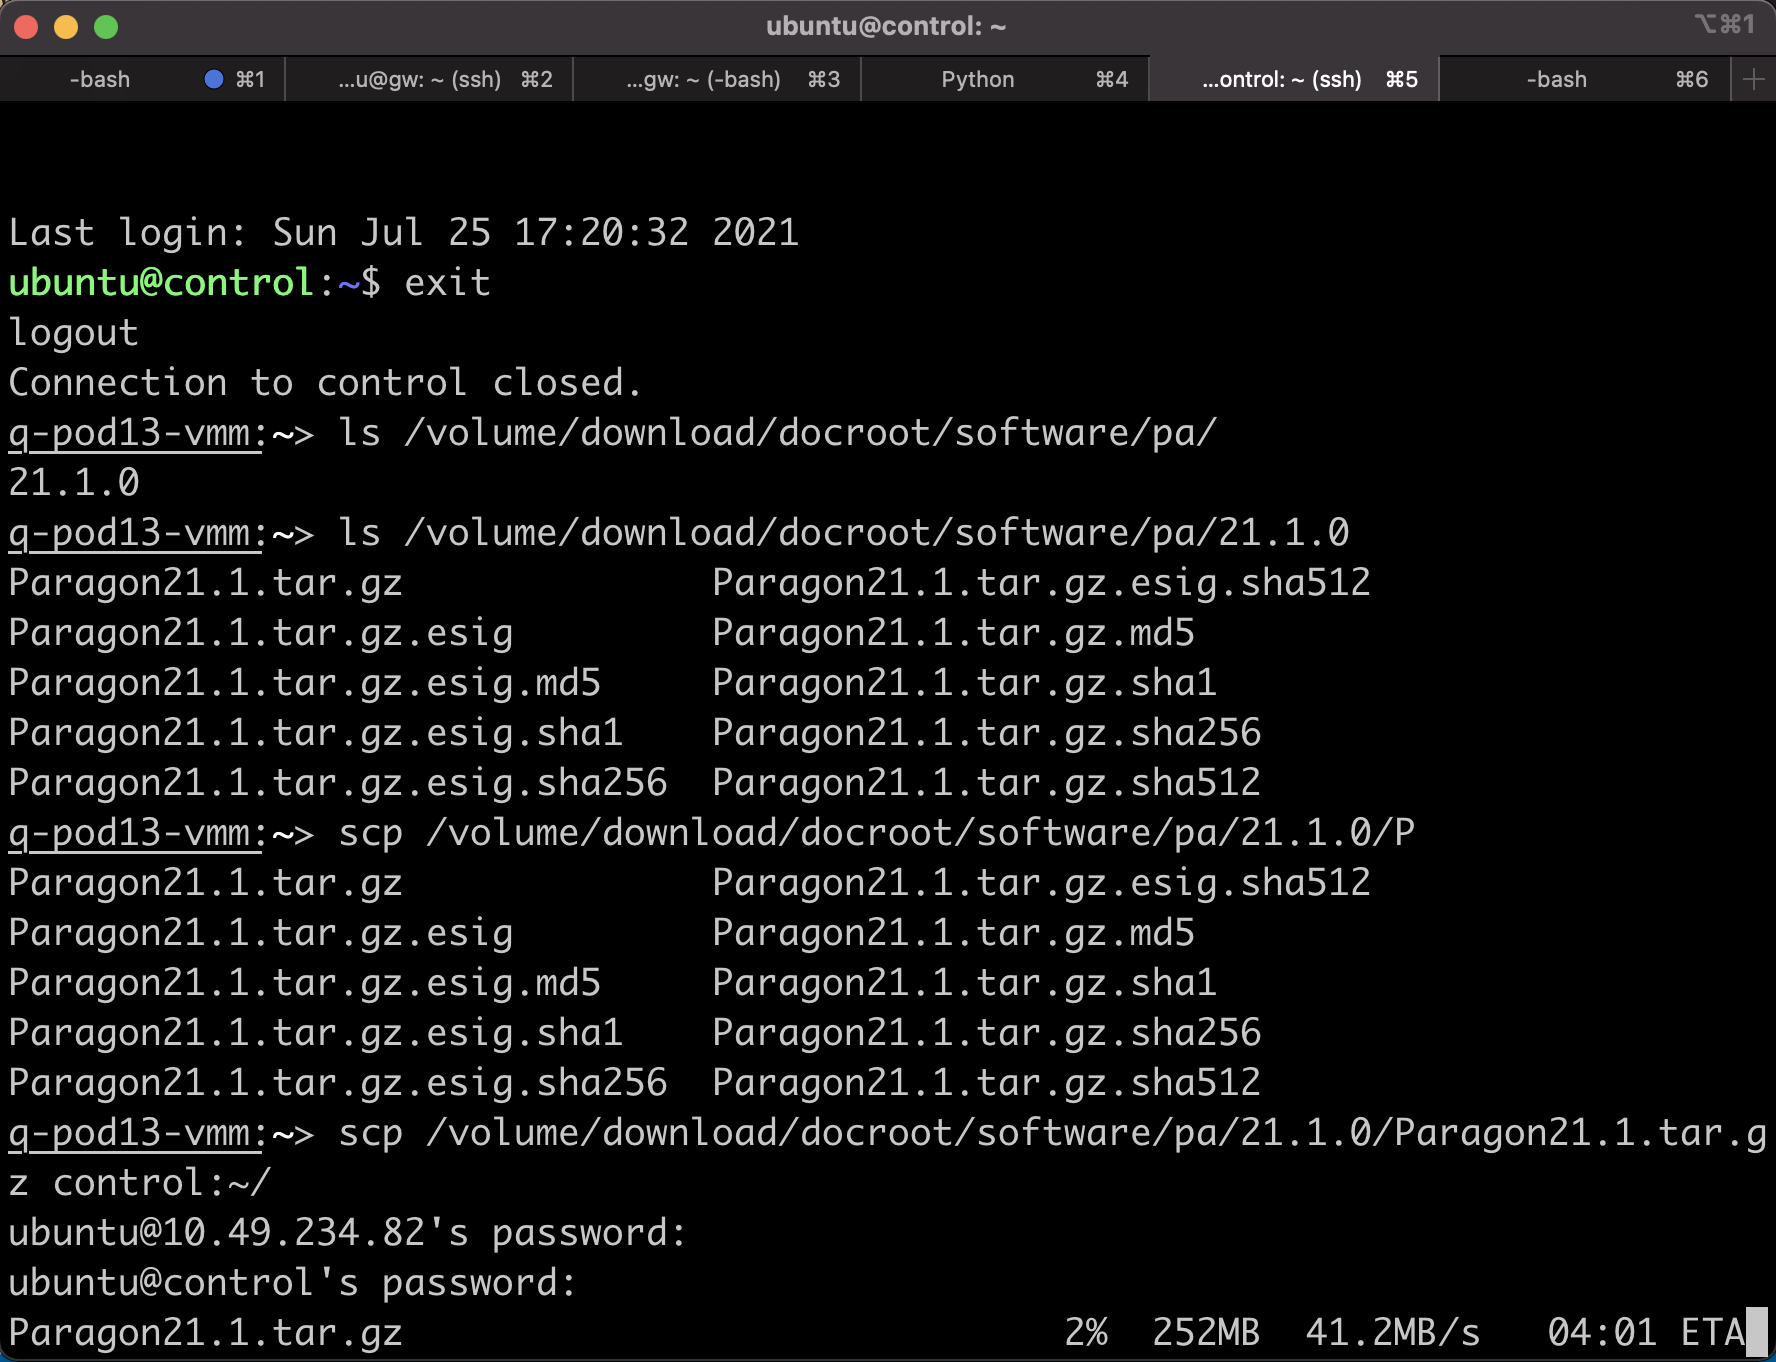 ubuntu@control: ~
⌥⌘1
-bash ⌘1 ...u@gw: ~ (ssh) ⌘2 ...gw: ~ (-bash) ⌘3 Python ⌘4 ...ontrol: ~ (ssh) ⌘5 -bash ⌘6 +
Last login: Sun Jul 25 17:20:32 2021
ubuntu@control:~$ exit
logout
Connection to control closed.
q-pod13-vmm:~> ls /volume/download/docroot/software/pa/
21.1.0
q-pod13-vmm:~> ls /volume/download/docroot/software/pa/21.1.0
Paragon21.1.tar.gz Paragon21.1.tar.gz.esig.sha512
Paragon21.1.tar.gz.esig Paragon21.1.tar.gz.md5
Paragon21.1.tar.gz.esig.md5 Paragon21.1.tar.gz.sha1
Paragon21.1.tar.gz.esig.sha1 Paragon21.1.tar.gz.sha256
Paragon21.1.tar.gz.esig.sha256 Paragon21.1.tar.gz.sha512
q-pod13-vmm:~> scp /volume/download/docroot/software/pa/21.1.0/P
Paragon21.1.tar.gz Paragon21.1.tar.gz.esig.sha512
Paragon21.1.tar.gz.esig Paragon21.1.tar.gz.md5
Paragon21.1.tar.gz.esig.md5 Paragon21.1.tar.gz.sha1
Paragon21.1.tar.gz.esig.sha1 Paragon21.1.tar.gz.sha256
Paragon21.1.tar.gz.esig.sha256 Paragon21.1.tar.gz.sha512
q-pod13-vmm:~> scp /volume/download/docroot/software/pa/21.1.0/Paragon21.1.tar.g
z control:~/
ubuntu@10.49.234.82's password:
ubuntu@control's password:
Paragon21.1.tar.gz 2% 252MB 41.2MB/s 04:01 ETA